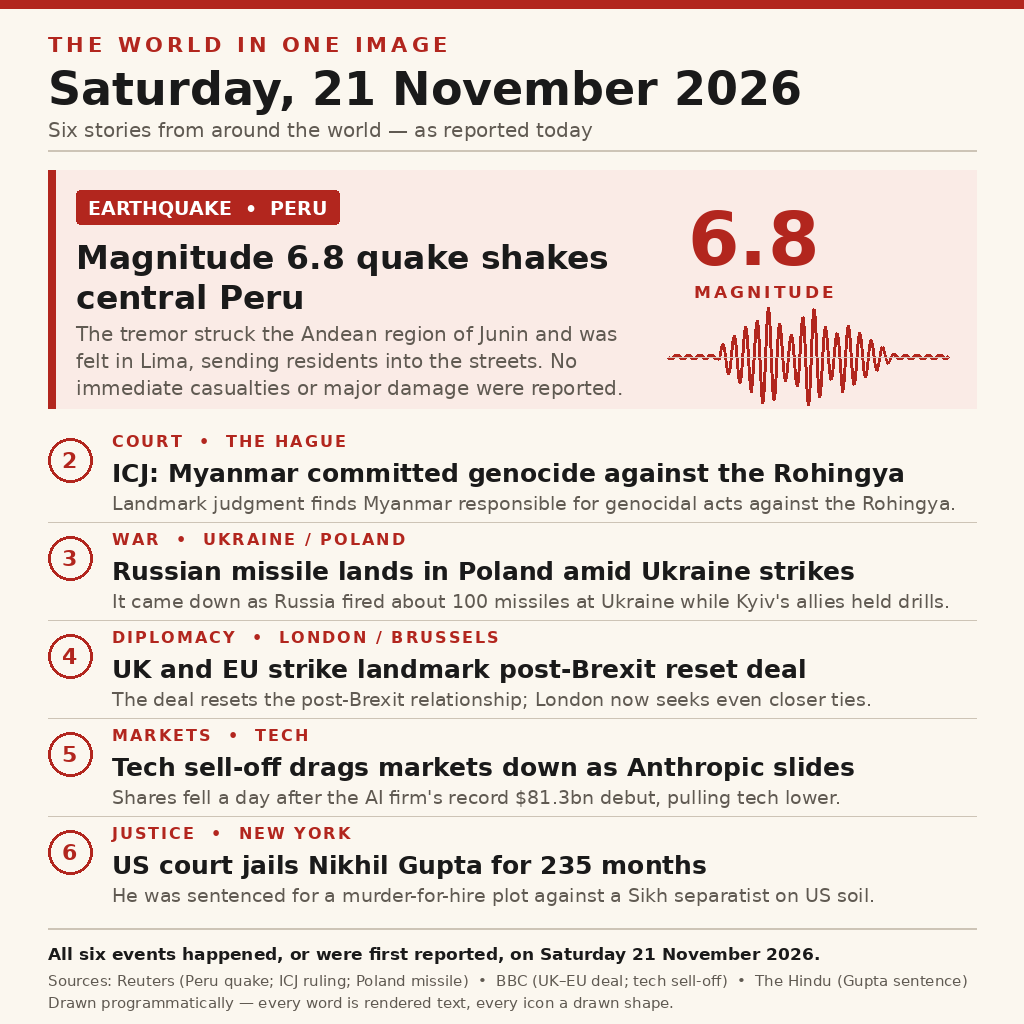 THE WORLD IN ONE IMAGE
Saturday, 21 November 2026
Six stories from around the world — as reported today
EARTHQUAKE • PERU
Magnitude 6.8 quake shakes
central Peru
The tremor struck the Andean region of Junin and was
felt in Lima, sending residents into the streets. No
immediate casualties or major damage were reported.
6.8
MAGNITUDE
2
COURT • THE HAGUE
ICJ: Myanmar committed genocide against the Rohingya
Landmark judgment finds Myanmar responsible for genocidal acts against the Rohingya.
3
WAR • UKRAINE / POLAND
Russian missile lands in Poland amid Ukraine strikes
It came down as Russia fired about 100 missiles at Ukraine while Kyiv's allies held drills.
4
DIPLOMACY • LONDON / BRUSSELS
UK and EU strike landmark post-Brexit reset deal
The deal resets the post-Brexit relationship; London now seeks even closer ties.
5
MARKETS • TECH
Tech sell-off drags markets down as Anthropic slides
Shares fell a day after the AI firm's record $81.3bn debut, pulling tech lower.
6
JUSTICE • NEW YORK
US court jails Nikhil Gupta for 235 months
He was sentenced for a murder-for-hire plot against a Sikh separatist on US soil.
All six events happened, or were first reported, on Saturday 21 November 2026.
Sources: Reuters (Peru quake; ICJ ruling; Poland missile) • BBC (UK–EU deal; tech sell-off) • The Hindu (Gupta sentence)
Drawn programmatically — every word is rendered text, every icon a drawn shape.